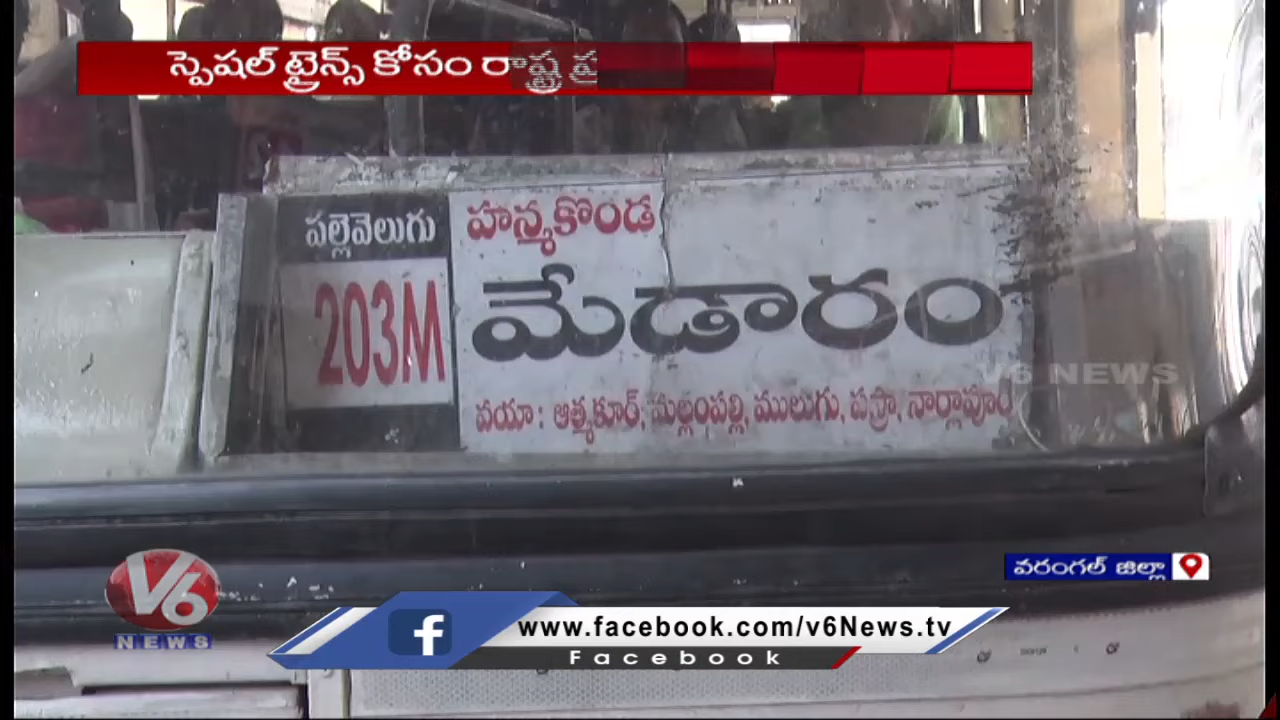 స్పెషల్ ట్రైన్స్ కోసం రాష్ట్ర
పల్లెవెలుగు
203M
హన్మకొండ
మేడారం
వయా : ఆత్మకూర్, మల్లంపల్లి, ములుగు, పస్రా, నార్లాపూర్
V6 NEWS
వరంగల్ జిల్లా
V6
NEWS
www.facebook.com/v6News.tv
Facebook